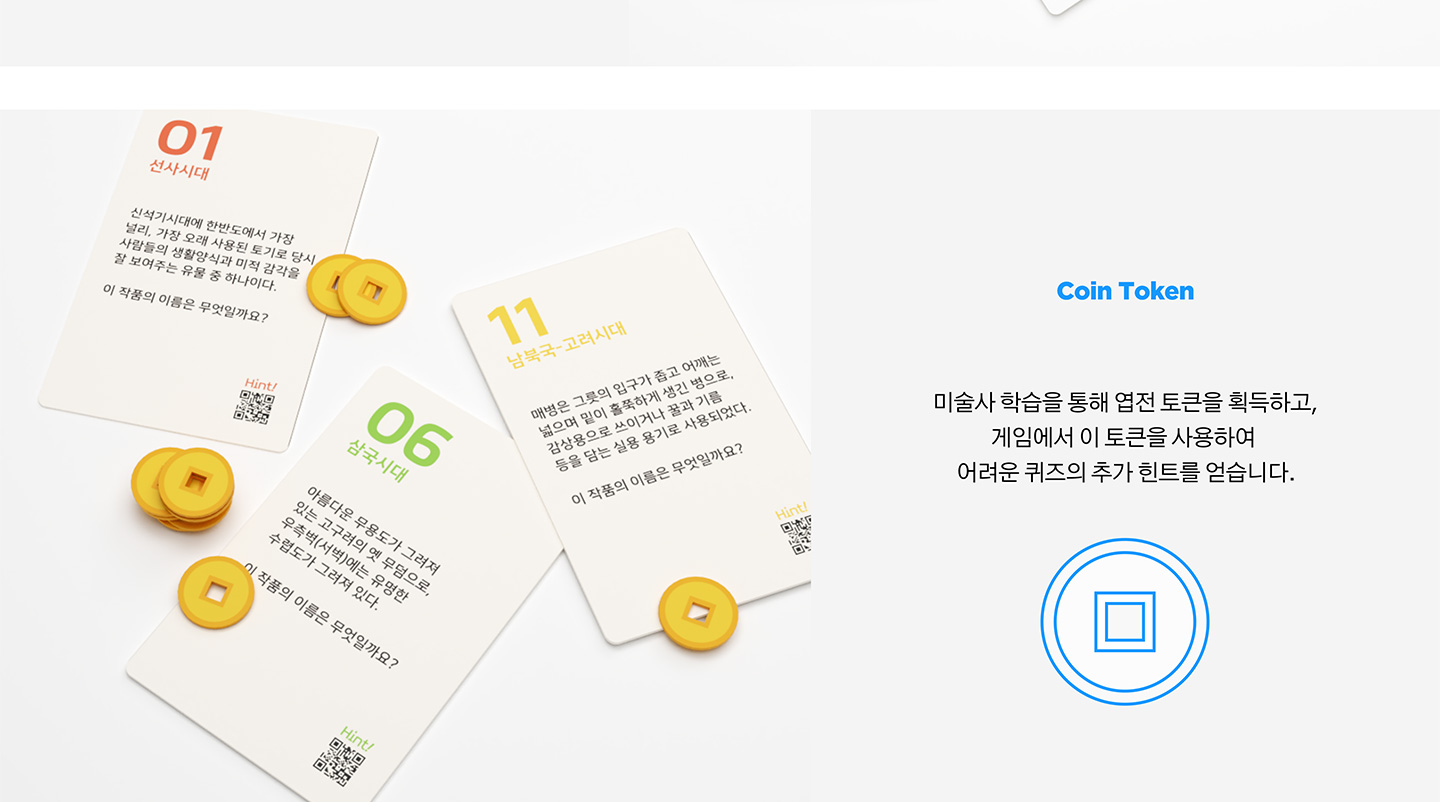 01
선사시대
신석기시대에 한반도에서 가장
널리, 가장 오래 사용된 토기로 당시
사람들의 생활양식과 미적 감각을
잘 보여주는 유물 중 하나이다.
이 작품의 이름은 무엇일까요?
Hint!
06
삼국시대
아름다운 무용도가 그려져
있는 고구려의 옛 무덤으로,
우측벽(서벽)에는 유명한
수렵도가 그려져 있다.
이 작품의 이름은 무엇일까요?
Hint!
11
남북국-고려시대
매병은 그릇의 입구가 좁고 어깨는
넓으며 밑이 홀쭉하게 생긴 병으로,
감상용으로 쓰이거나 꿀과 기름
등을 담는 실용 용기로 사용되었다.
이 작품의 이름은 무엇일까요?
Hint!
Coin Token
미술사 학습을 통해 엽전 토큰을 획득하고,
게임에서 이 토큰을 사용하여
어려운 퀴즈의 추가 힌트를 얻습니다.